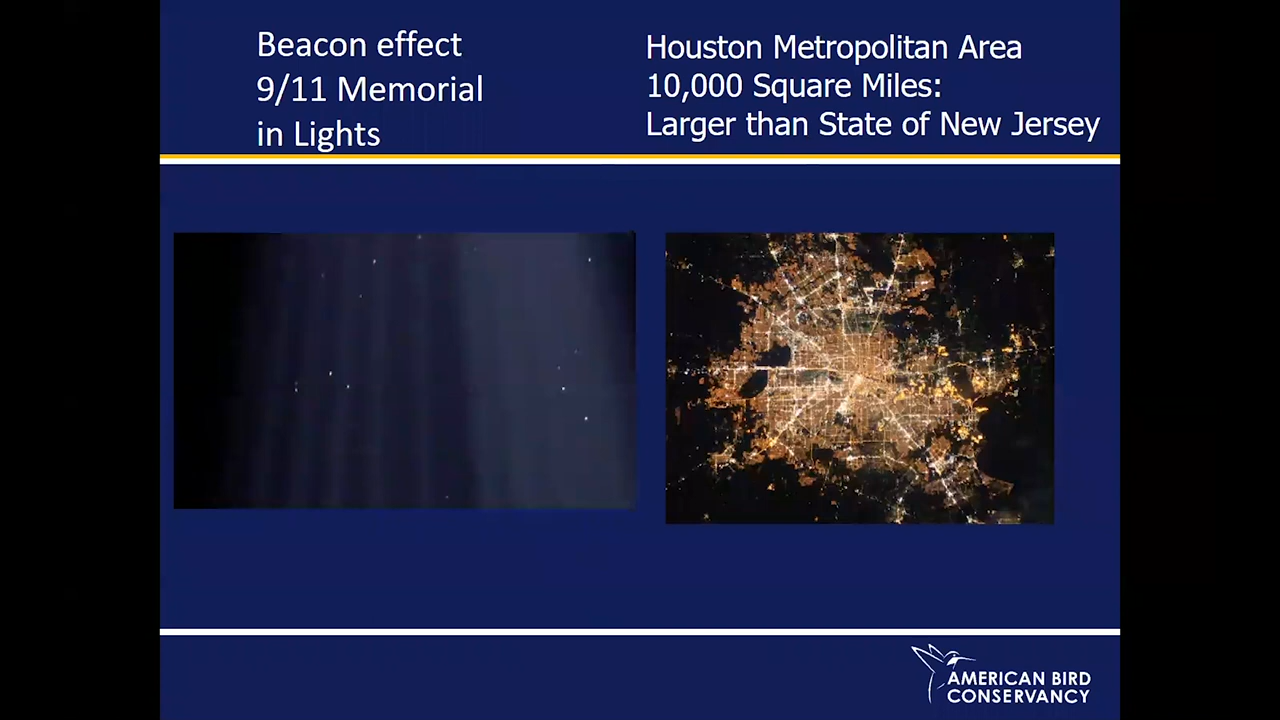 Beacon effect
9/11 Memorial
in Lights
Houston Metropolitan Area
10,000 Square Miles:
Larger than State of New Jersey
AMERICAN BIRD
CONSERVANCY